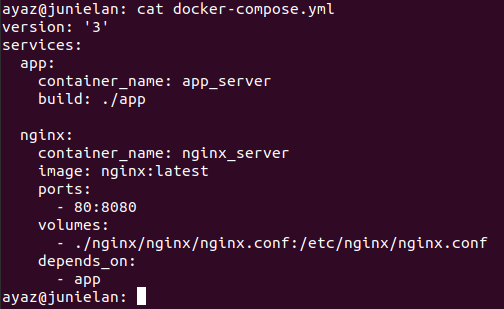 ayaz@junielan: cat docker-compose.yml
version: '3'
services:
  app:
    container_name: app_server
    build: ./app

  nginx:
    container_name: nginx_server
    image: nginx:latest
    ports:
      - 80:8080
    volumes:
      - ./nginx/nginx/nginx.conf:/etc/nginx/nginx.conf
    depends_on:
      - app
ayaz@junielan: